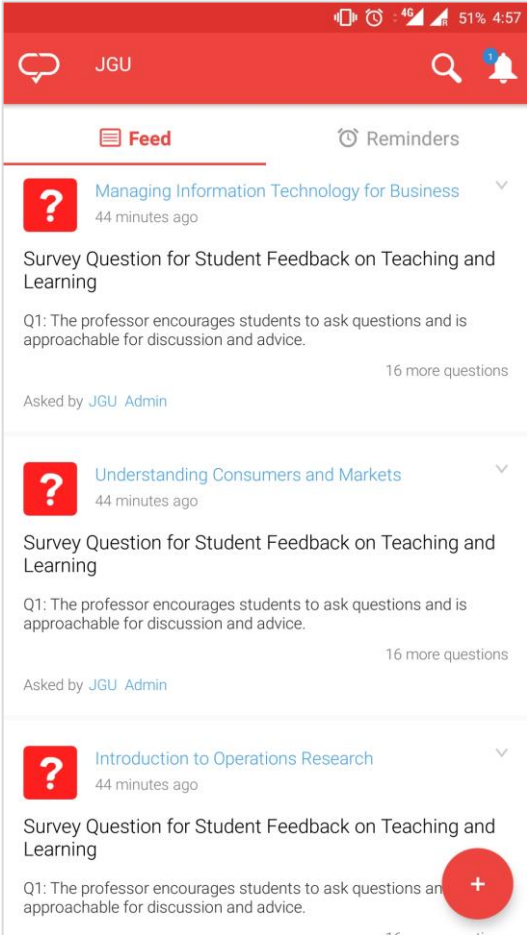 4G R 51% 4:57
JGU
1
Feed
Reminders
? Managing Information Technology for Business
44 minutes ago
Survey Question for Student Feedback on Teaching and
Learning
Q1: The professor encourages students to ask questions and is
approachable for discussion and advice.
16 more questions
Asked by JGU Admin
? Understanding Consumers and Markets
44 minutes ago
Survey Question for Student Feedback on Teaching and
Learning
Q1: The professor encourages students to ask questions and is
approachable for discussion and advice.
16 more questions
Asked by JGU Admin
? Introduction to Operations Research
44 minutes ago
Survey Question for Student Feedback on Teaching and
Learning
Q1: The professor encourages students to ask questions an
+
approachable for discussion and advice.